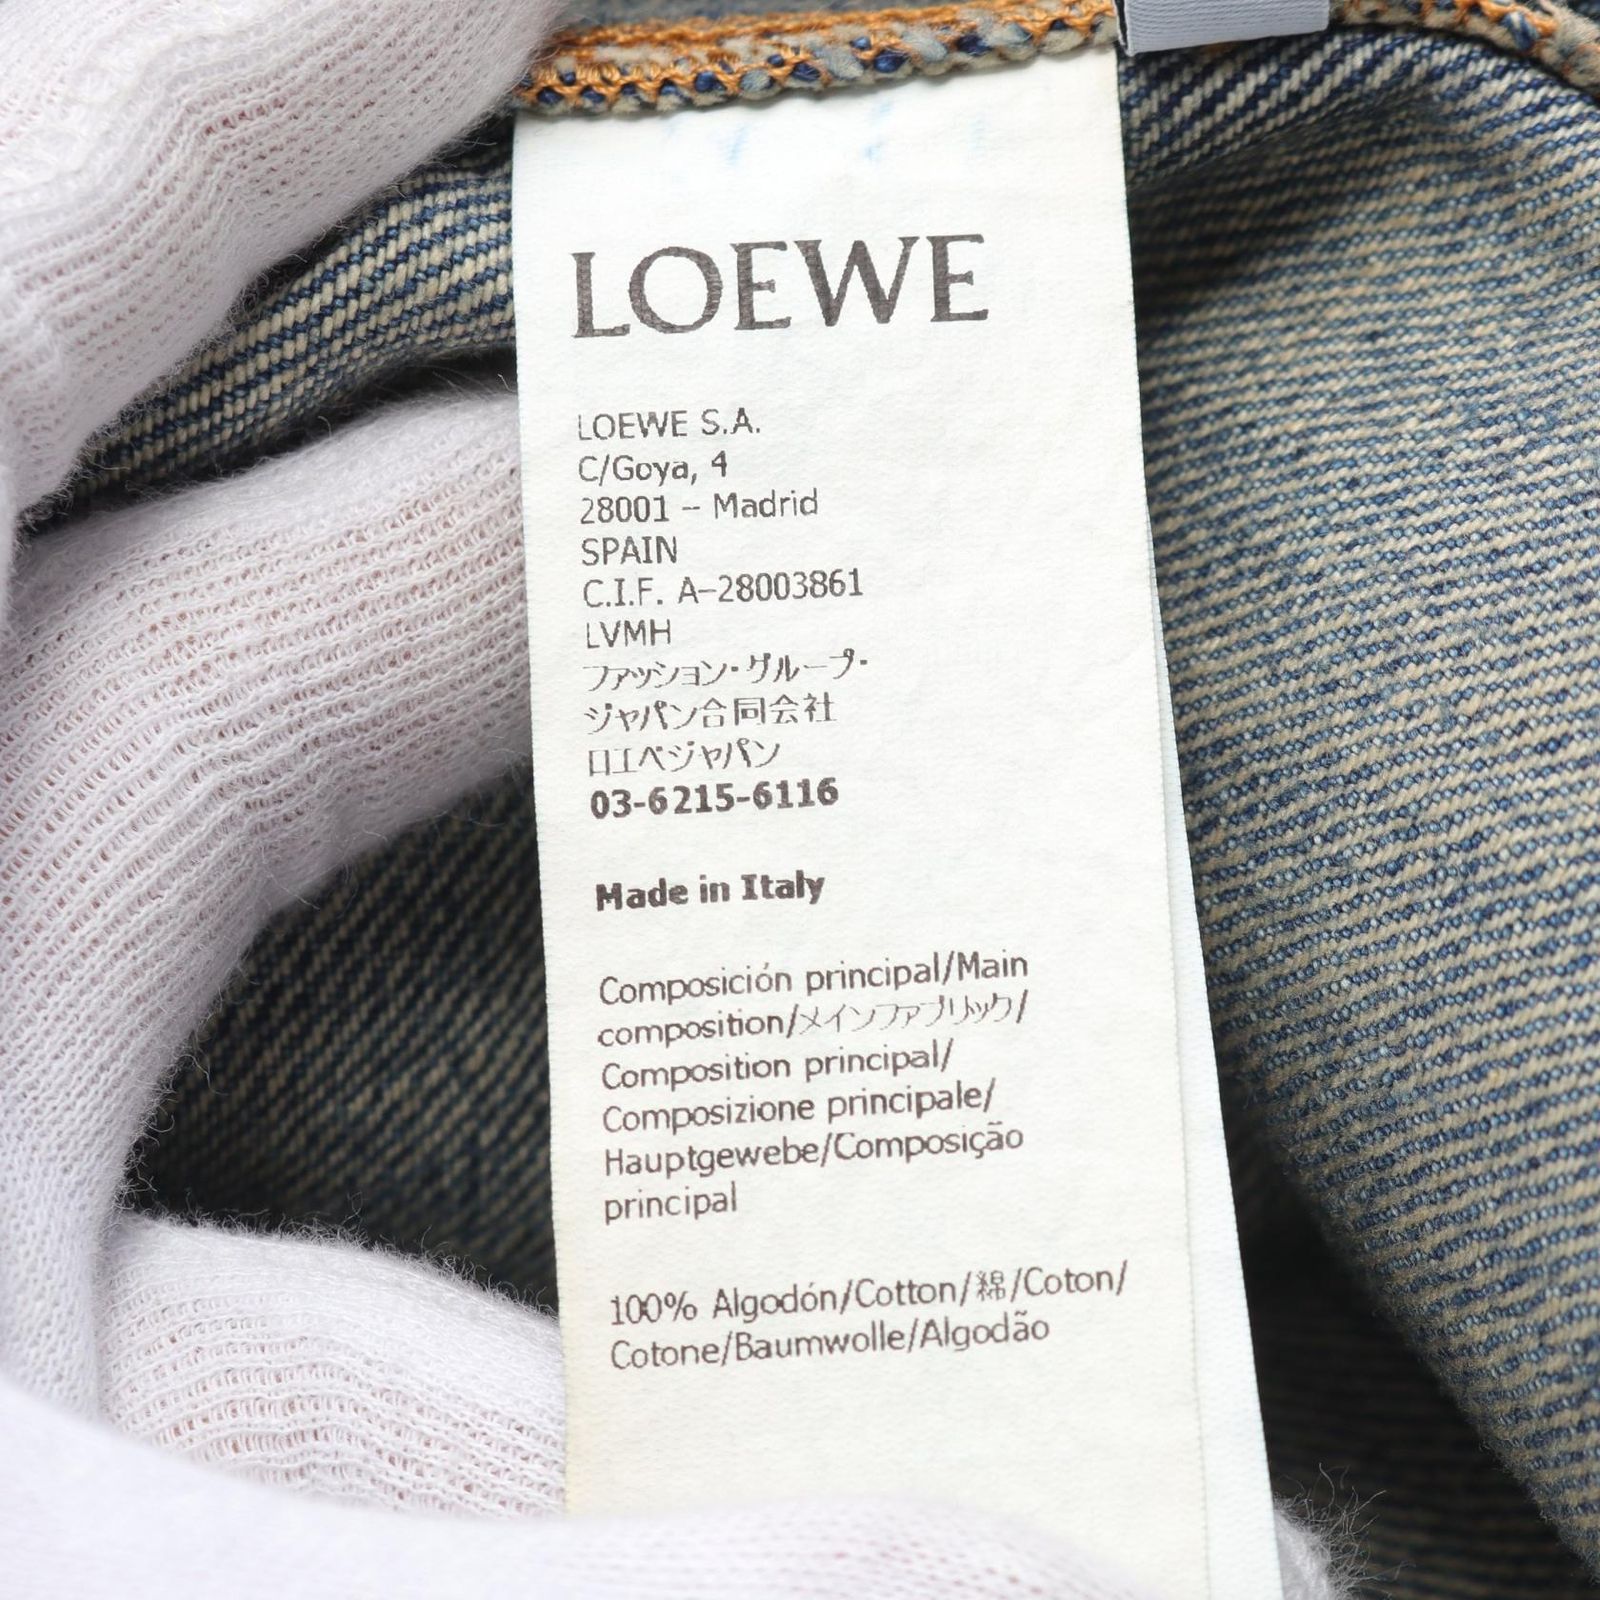 LOEWE
LOEWE S.A.
C/Goya, 4
28001 – Madrid
SPAIN
C.I.F. A-28003861
LVMH
ファッション・グループ・
ジャパン合同会社
ロエベジャパン
03-6215-6116
Made in Italy
Composición principal/Main
composition/メインファブリック/
Composition principal/
Composizione principale/
Hauptgewebe/Composição
principal
100% Algodón/Cotton/綿/Coton/
Cotone/Baumwolle/Algodão